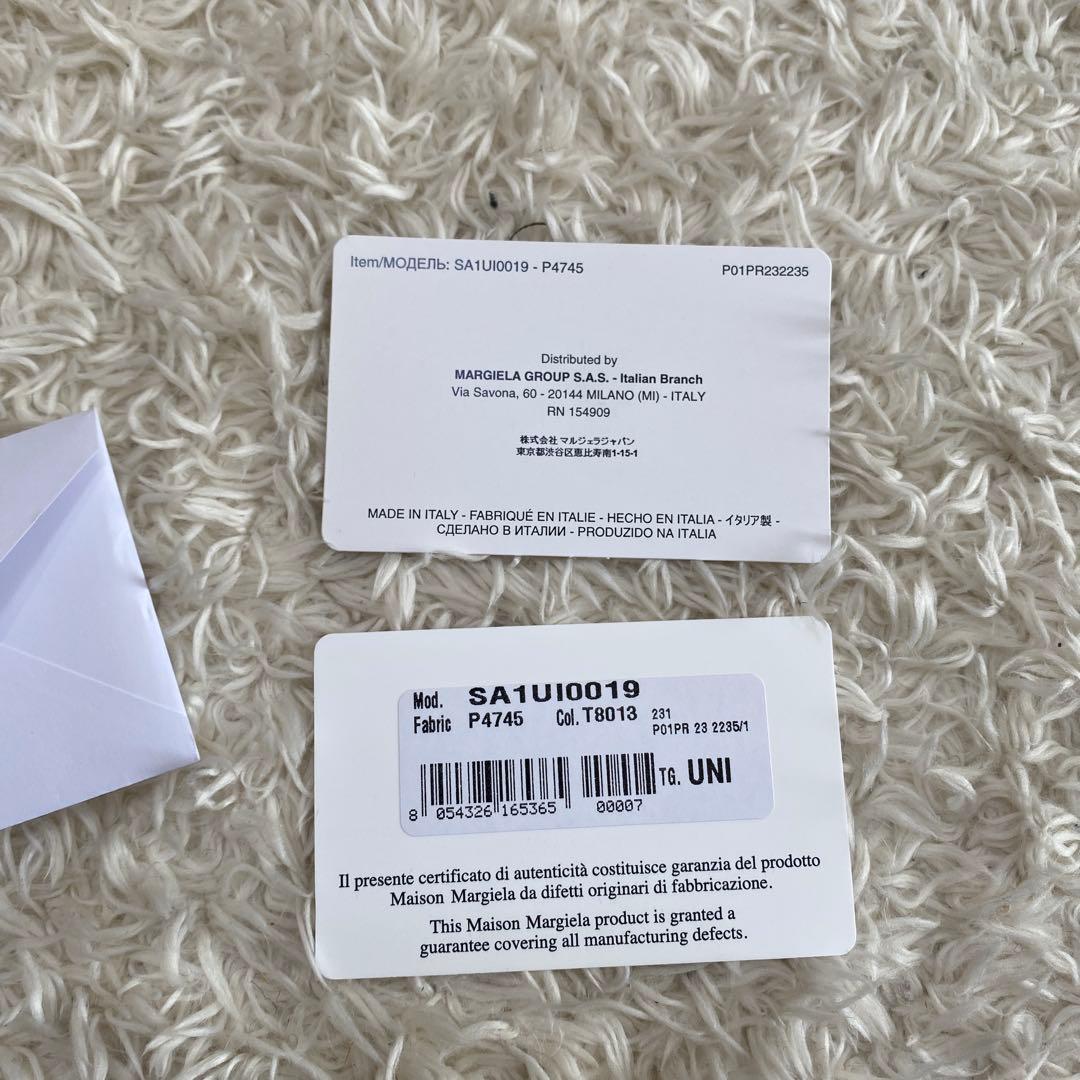 Item/МОДЕЛЬ: SA1UI0019 - P4745
P01PR232235
Distributed by
MARGIELA GROUP S.A.S. - Italian Branch
Via Savona, 60 - 20144 MILANO (MI) - ITALY
RN 154909
株式会社 マルジェラジャパン
東京都渋谷区恵比寿南1-15-1
MADE IN ITALY - FABRIQUÉ EN ITALIE - HECHO EN ITALIA - イタリア製 -
СДЕЛАНО В ИТАЛИИ - PRODUZIDO NA ITALIA
Mod. SA1UI0019
Fabric P4745 Col. T8013 231
P01PR 23 2235/1
8 054326 165365 00007 TG. UNI
Il presente certificato di autenticità costituisce garanzia del prodotto
Maison Margiela da difetti originari di fabbricazione.
This Maison Margiela product is granted a
guarantee covering all manufacturing defects.